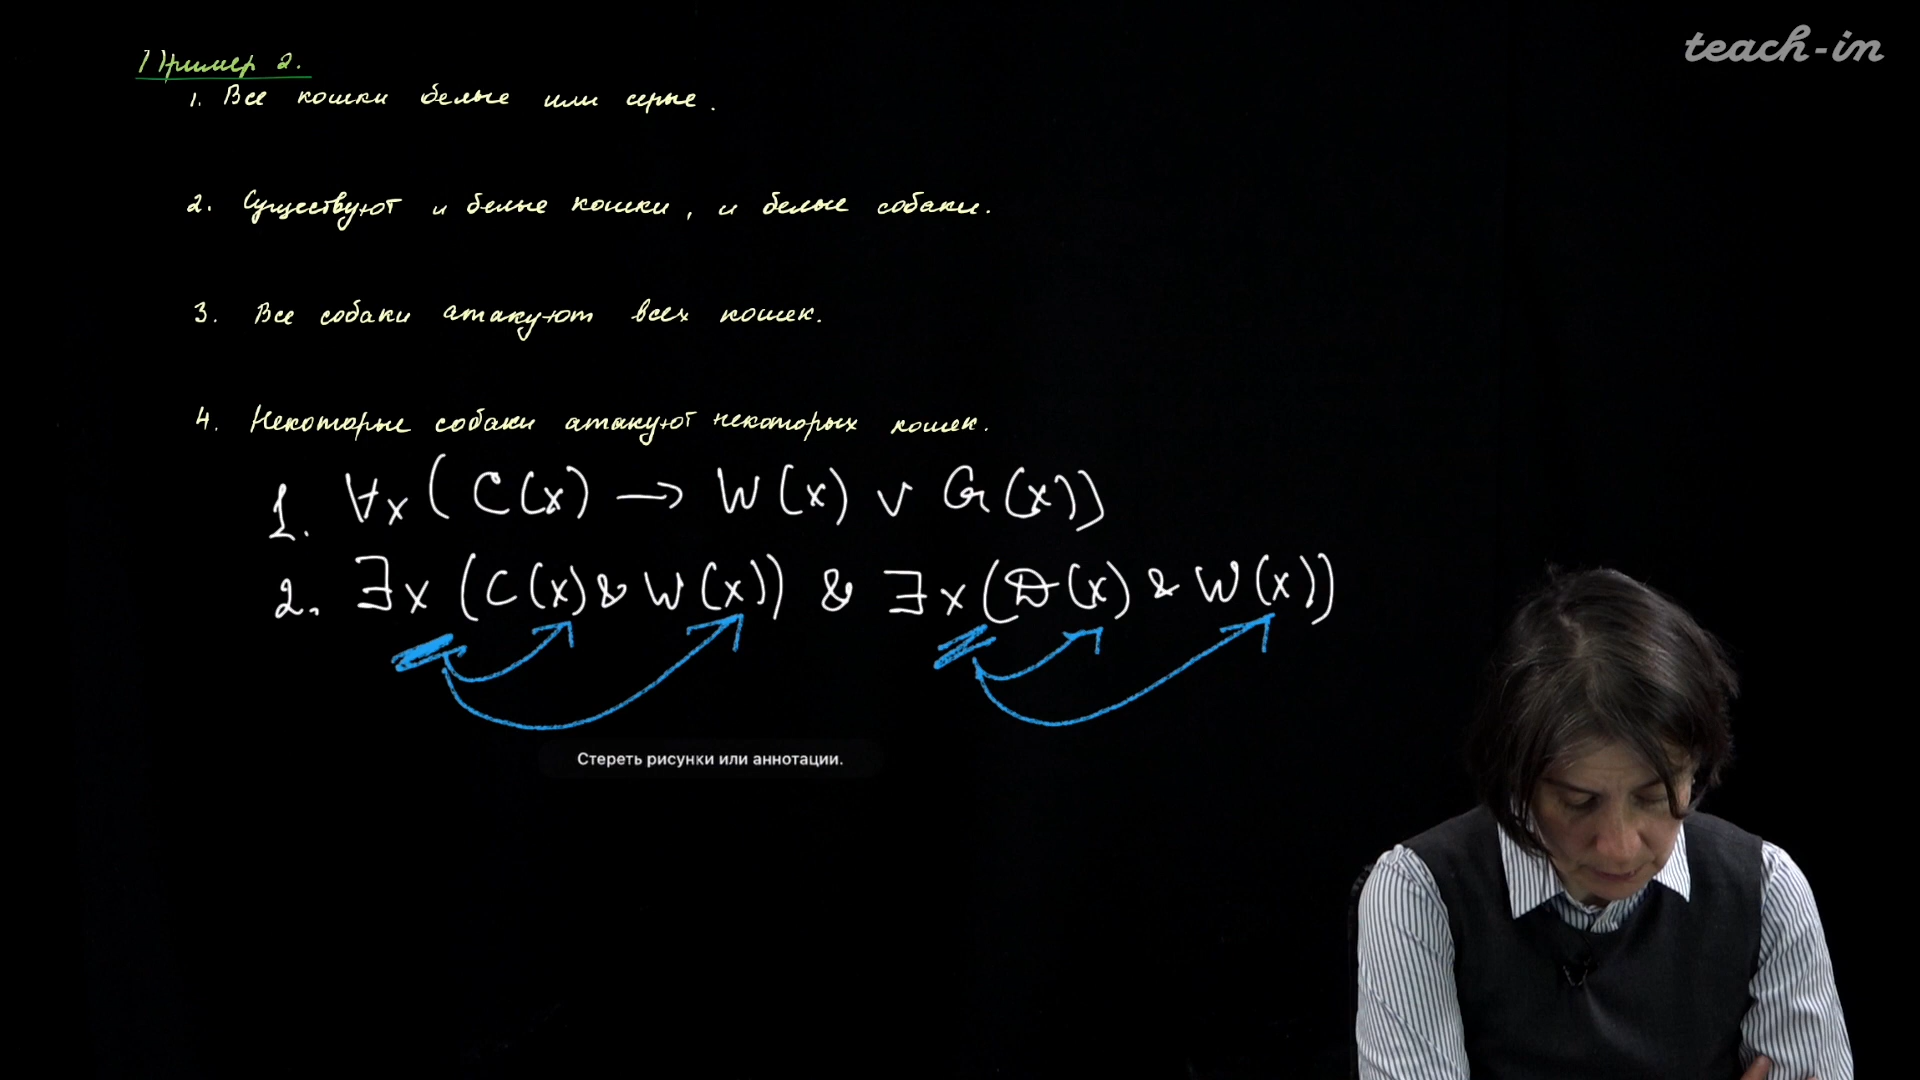 teach-in
Пример 2.
1. Все кошки белые или серые.
2. Существуют и белые кошки, и белые собаки.
3. Все собаки атакуют всех кошек.
4. Некоторые собаки атакуют некоторых кошек.
1. ∀x (C(x) → W(x) ∨ G(x))
2. ∃x (C(x) & W(x)) & ∃x (D(x) & W(x))
Стереть рисунки или аннотации.